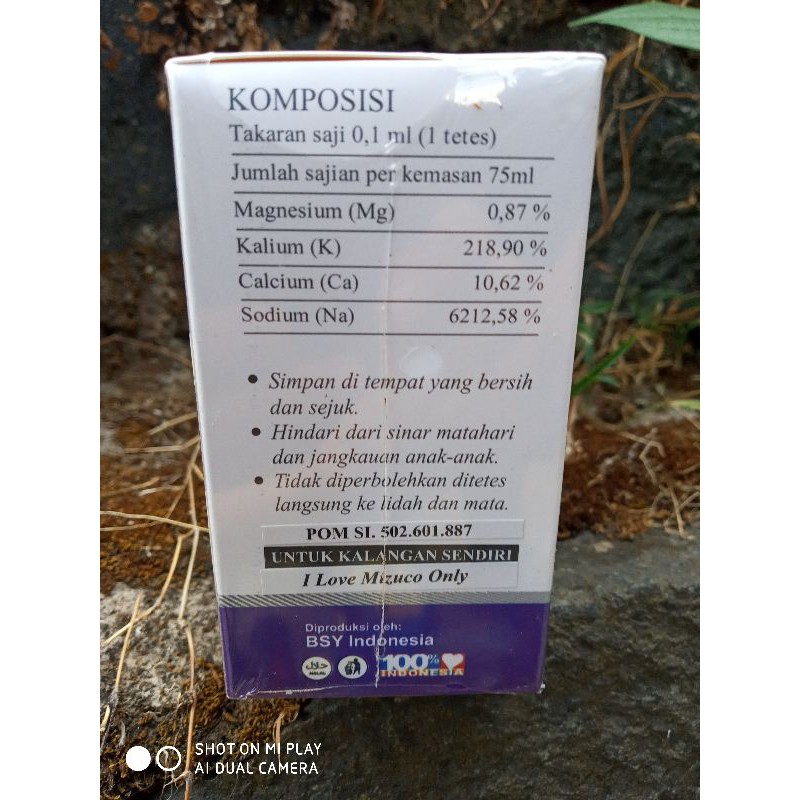 KOMPOSISI
Takaran saji 0,1 ml (1 tetes)
Jumlah sajian per kemasan 75ml
Magnesium (Mg) 0,87 %
Kalium (K) 218,90 %
Calcium (Ca) 10,62 %
Sodium (Na) 6212,58 %
• Simpan di tempat yang bersih
dan sejuk.
• Hindari dari sinar matahari
dan jangkauan anak-anak.
• Tidak diperbolehkan ditetes
langsung ke lidah dan mata.
POM SI. 502.601.887
UNTUK KALANGAN SENDIRI
I Love Mizuco Only
Diproduksi oleh:
BSY Indonesia
حلال
HALAL
100%
INDONESIA
SHOT ON MI PLAY
AI DUAL CAMERA